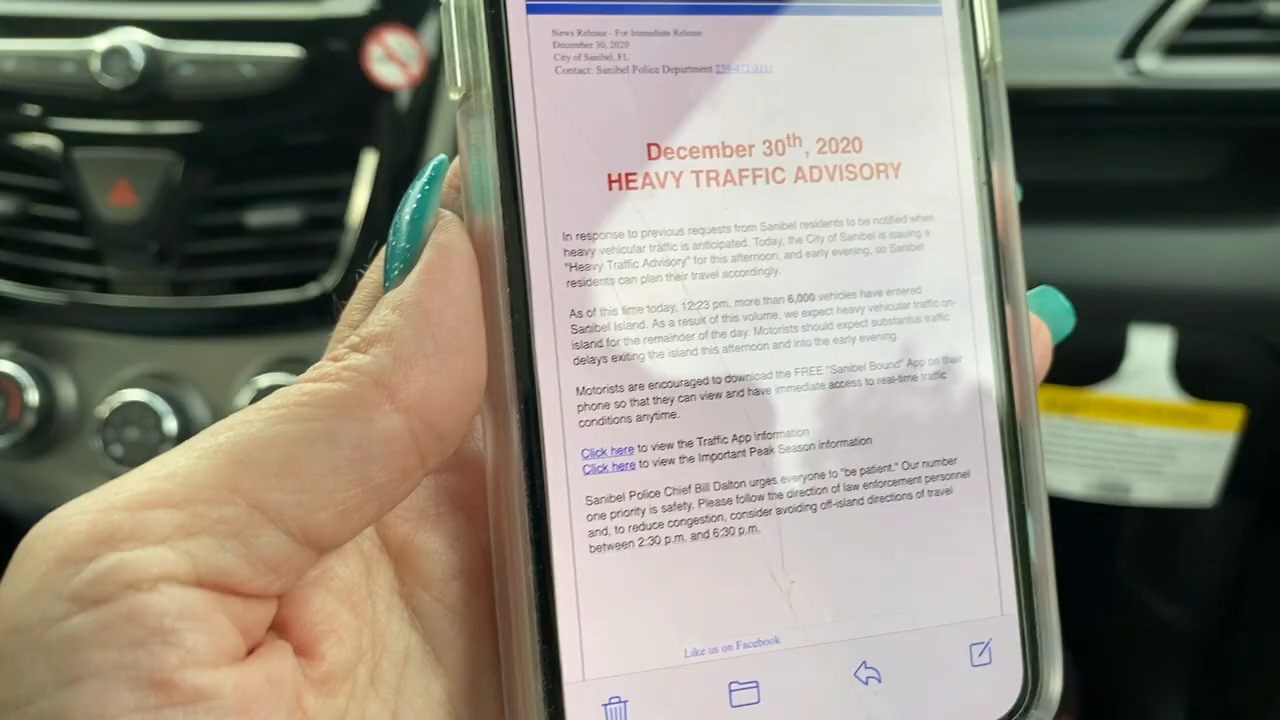 News Release - For Immediate Release
December 30, 2020
City of Sanibel, FL
Contact: Sanibel Police Department 239-472-3111
December 30th, 2020
HEAVY TRAFFIC ADVISORY
In response to previous requests from Sanibel residents to be notified when
heavy vehicular traffic is anticipated. Today, the City of Sanibel is issuing a
"Heavy Traffic Advisory" for this afternoon, and early evening, so Sanibel
residents can plan their travel accordingly.
As of this time today, 12:23 pm, more than 6,000 vehicles have entered
Sanibel Island. As a result of this volume, we expect heavy vehicular traffic on-
island for the remainder of the day. Motorists should expect substantial traffic
delays exiting the island this afternoon and into the early evening.
Motorists are encouraged to download the FREE "Sanibel Bound" App on their
phone so that they can view and have immediate access to real-time traffic
conditions anytime.
Click here to view the Traffic App Information
Click here to view the Important Peak Season Information
Sanibel Police Chief Bill Dalton urges everyone to "be patient." Our number
one priority is safety. Please follow the direction of law enforcement personnel
and, to reduce congestion, consider avoiding off-island directions of travel
between 2:30 p.m. and 6:30 p.m.
Like us on Facebook